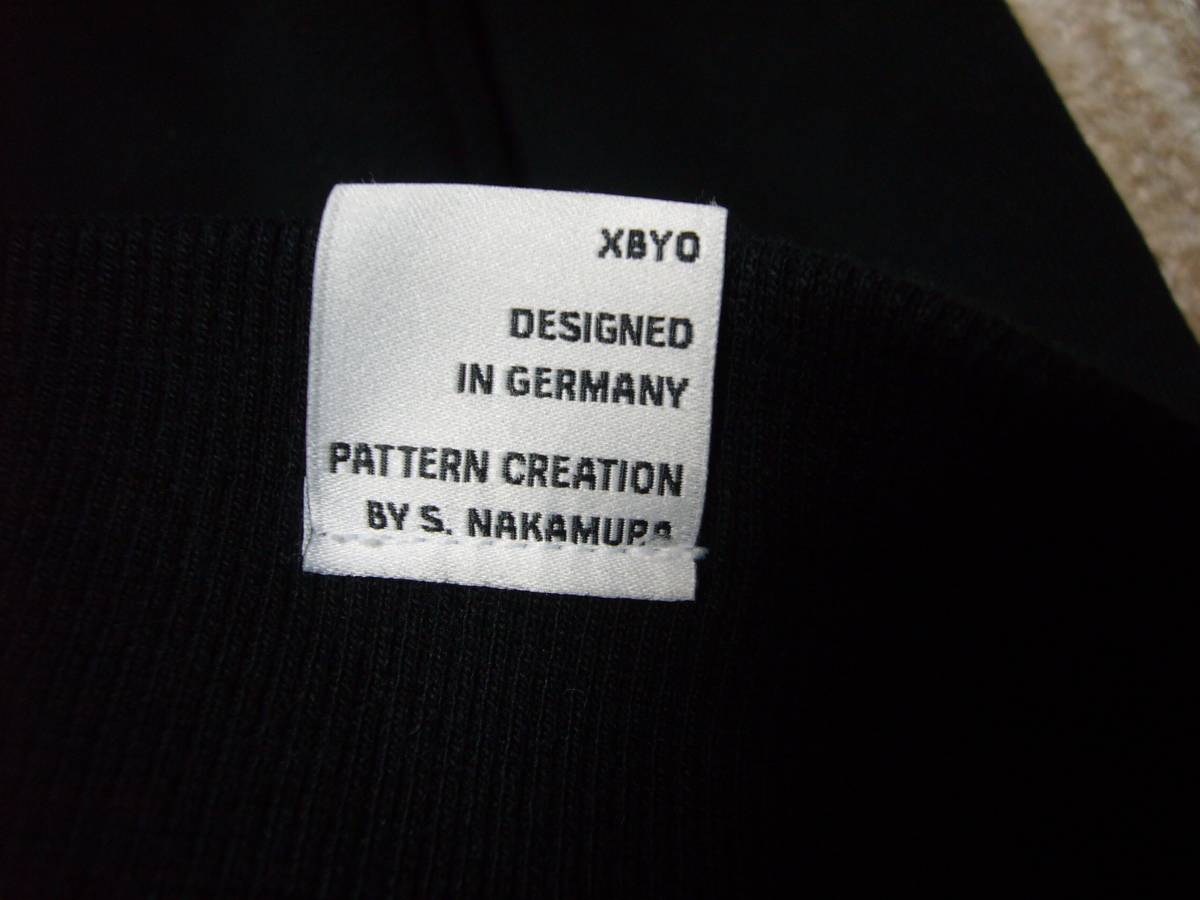 XBYO
DESIGNED
IN GERMANY
PATTERN CREATION
BY S. NAKAMURA